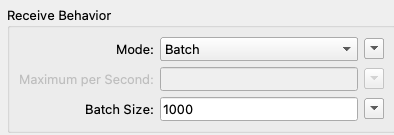 Receive Behavior
Mode: Batch
Maximum per Second:
Batch Size: 1000